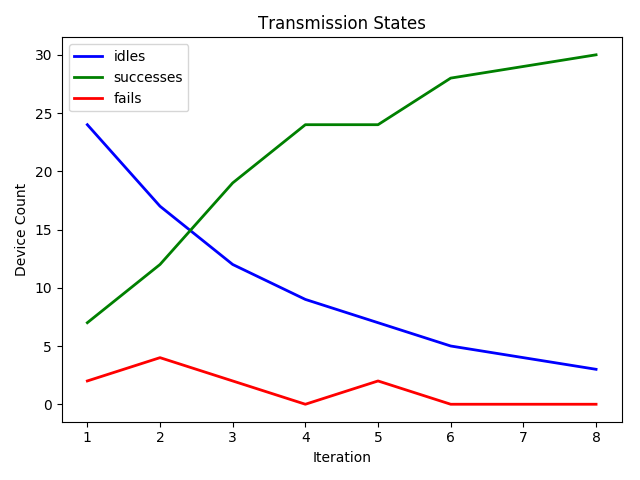 Transmission States
idles
successes
fails
Device Count
30
25
20
15
10
5
0
1 2 3 4 5 6 7 8
Iteration